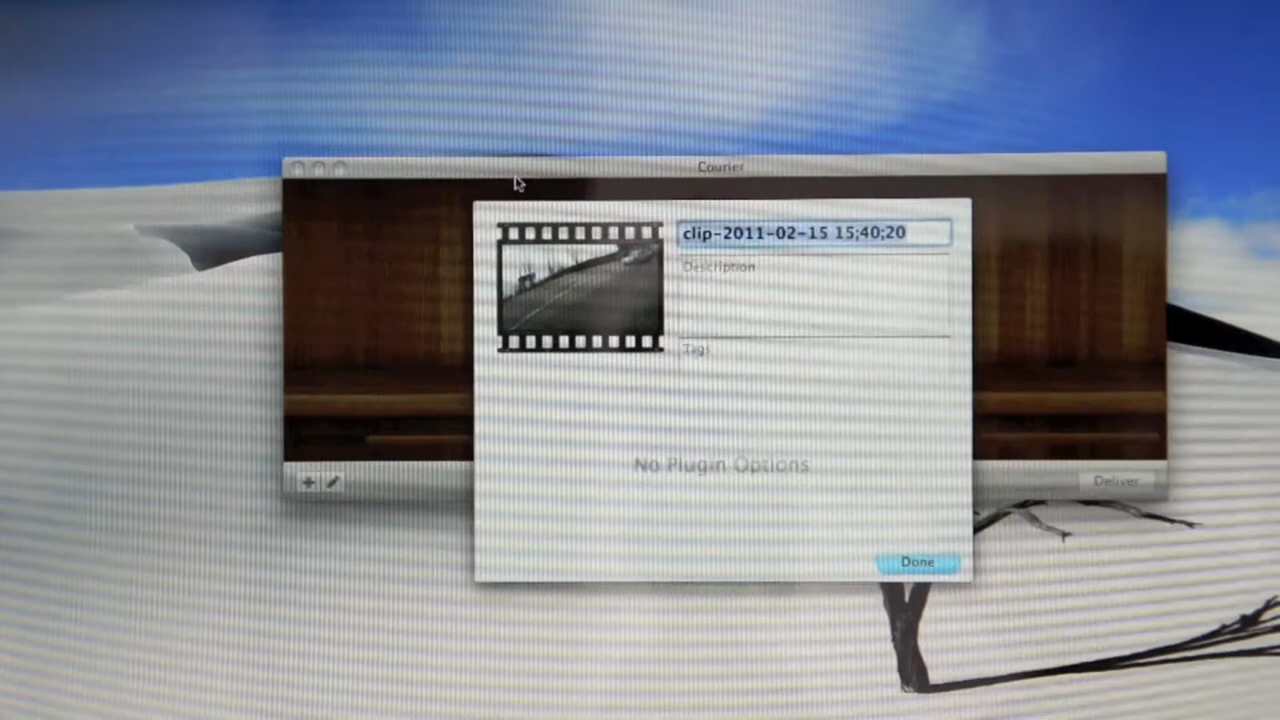 Courier
clip-2011-02-15 15;40;20
Description
Tags
No Plugin Options
Deliver
Done